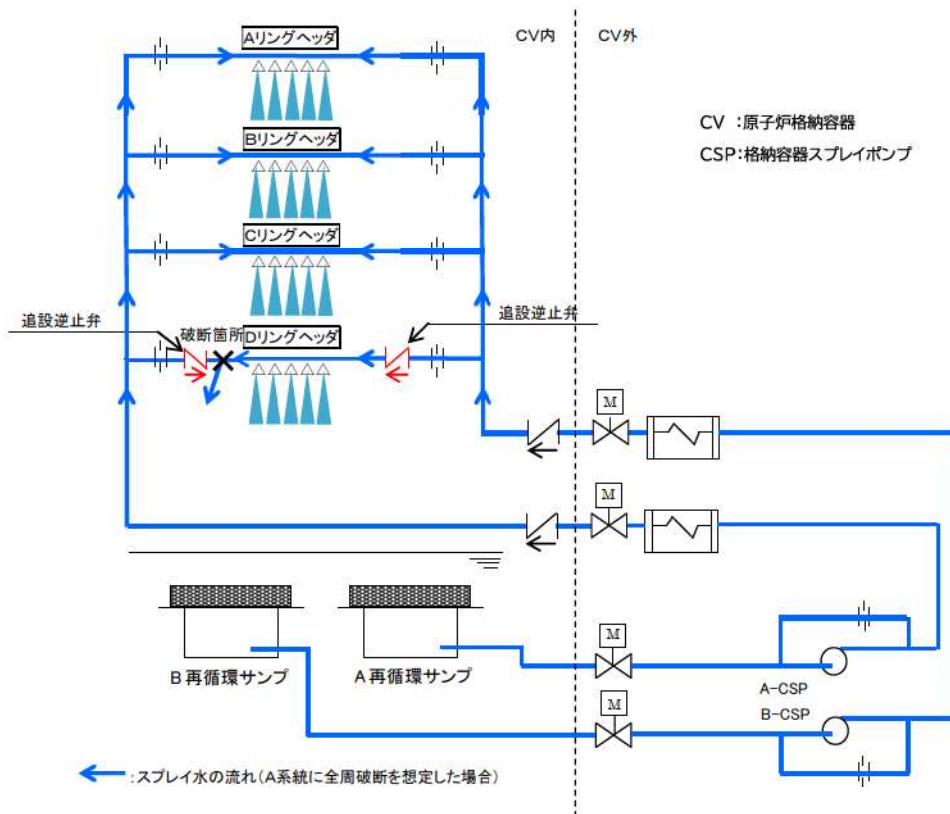 Aリングヘッダ
CV内
CV外
CV :原子炉格納容器
CSP:格納容器スプレイポンプ
Bリングヘッダ
Cリングヘッダ
追設逆止弁
破断箇所
Dリングヘッダ
追設逆止弁
M
M
B再循環サンプ
A再循環サンプ
M
A-CSP
B-CSP
M
:スプレイ水の流れ(A系統に全周破断を想定した場合)